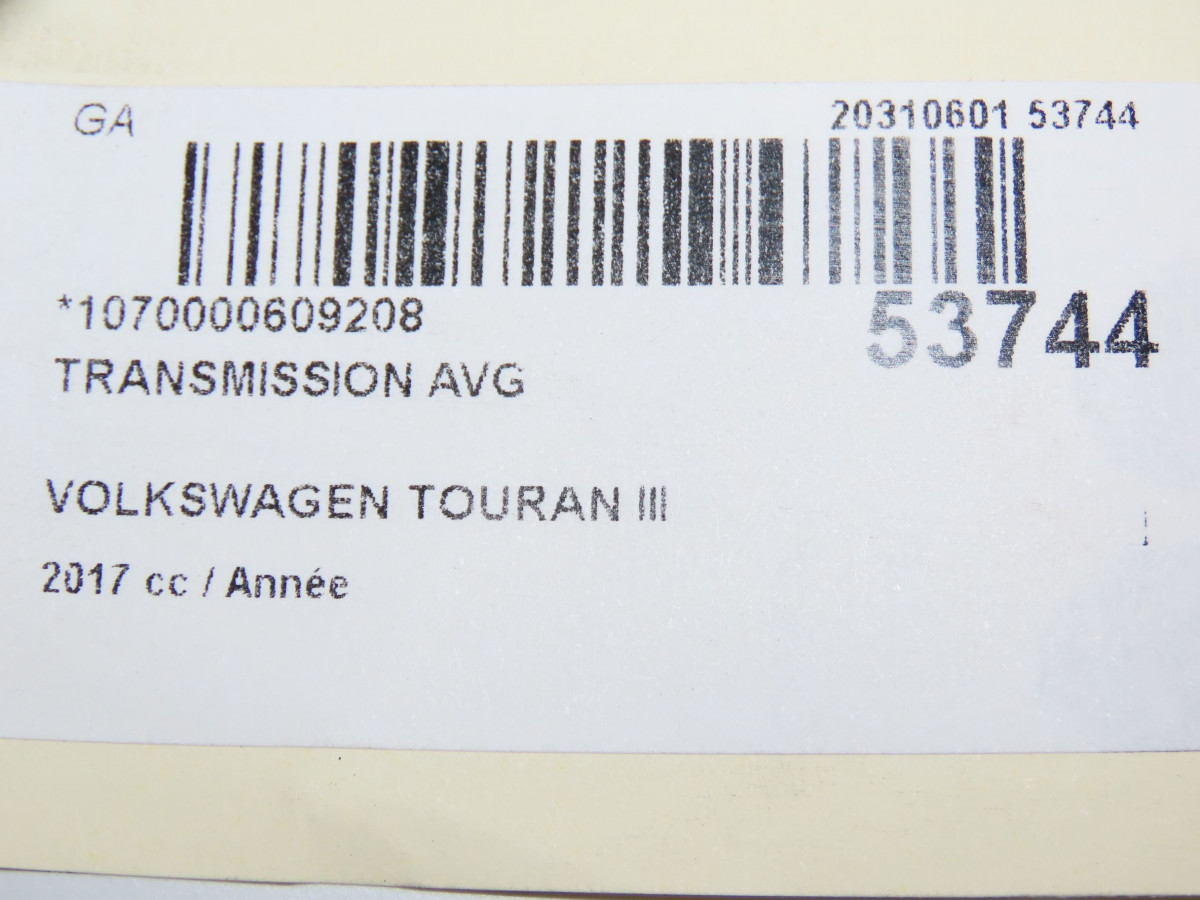 GA
20310601 53744
*1070000609208
53744
TRANSMISSION AVG
VOLKSWAGEN TOURAN III
2017 cc / Année